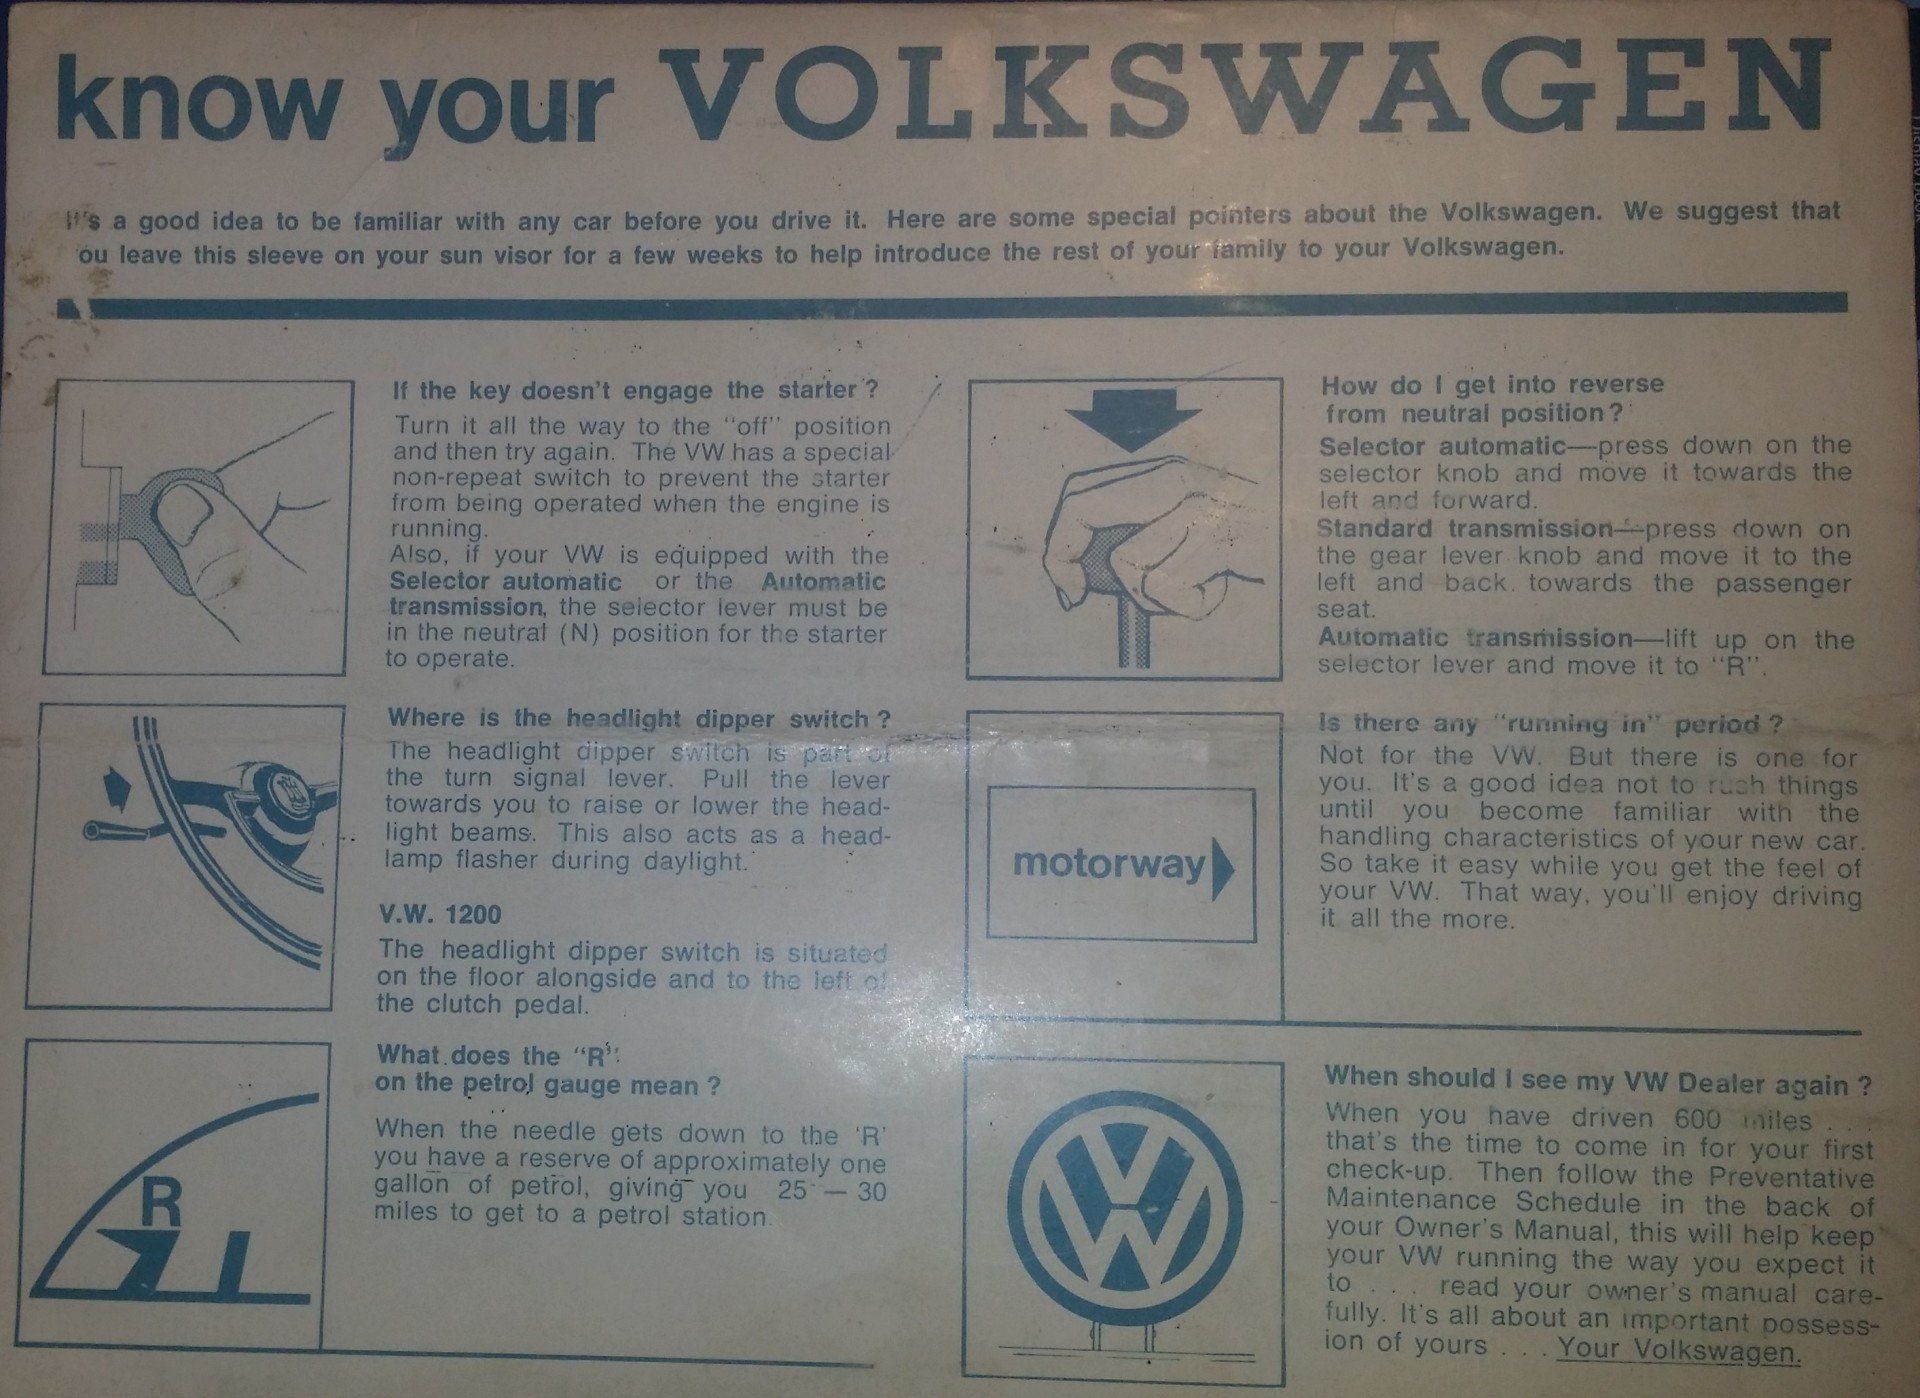 know your VOLKSWAGEN
It's a good idea to be familiar with any car before you drive it. Here are some special pointers about the Volkswagen. We suggest that
ou leave this sleeve on your sun visor for a few weeks to help introduce the rest of your family to your Volkswagen.
If the key doesn't engage the starter?
Turn it all the way to the "off" position
and then try again. The VW has a special
non-repeat switch to prevent the starter
from being operated when the engine is
running.
Also, if your VW is equipped with the
Selector automatic or the Automatic
transmission, the selector lever must be
in the neutral (N) position for the starter
to operate.
Where is the headlight dipper switch?
The headlight dipper switch is part of
the turn signal lever. Pull the lever
towards you to raise or lower the head-
light beams. This also acts as a head-
lamp flasher during daylight.
V.W. 1200
The headlight dipper switch is situated
on the floor alongside and to the left of
the clutch pedal.
R
What does the "R"
on the petrol gauge mean?
When the needle gets down to the 'R'
you have a reserve of approximately one
gallon of petrol, giving you 25 — 30
miles to get to a petrol station.
How do I get into reverse
from neutral position?
Selector automatic—press down on the
selector knob and move it towards the
left and forward.
Standard transmission—press down on
the gear lever knob and move it to the
left and back towards the passenger
seat.
Automatic transmission—lift up on the
selector lever and move it to "R".
motorway
Is there any "running in" period?
Not for the VW. But there is one for
you. It's a good idea not to rush things
until you become familiar with the
handling characteristics of your new car.
So take it easy while you get the feel of
your VW. That way, you'll enjoy driving
it all the more.
VW
When should I see my VW Dealer again?
When you have driven 600 miles . . .
that's the time to come in for your first
check-up. Then follow the Preventative
Maintenance Schedule in the back of
your Owner's Manual, this will help keep
your VW running the way you expect it
to . . . read your owner's manual care-
fully. It's all about an important possess-
ion of yours . . . Your Volkswagen.